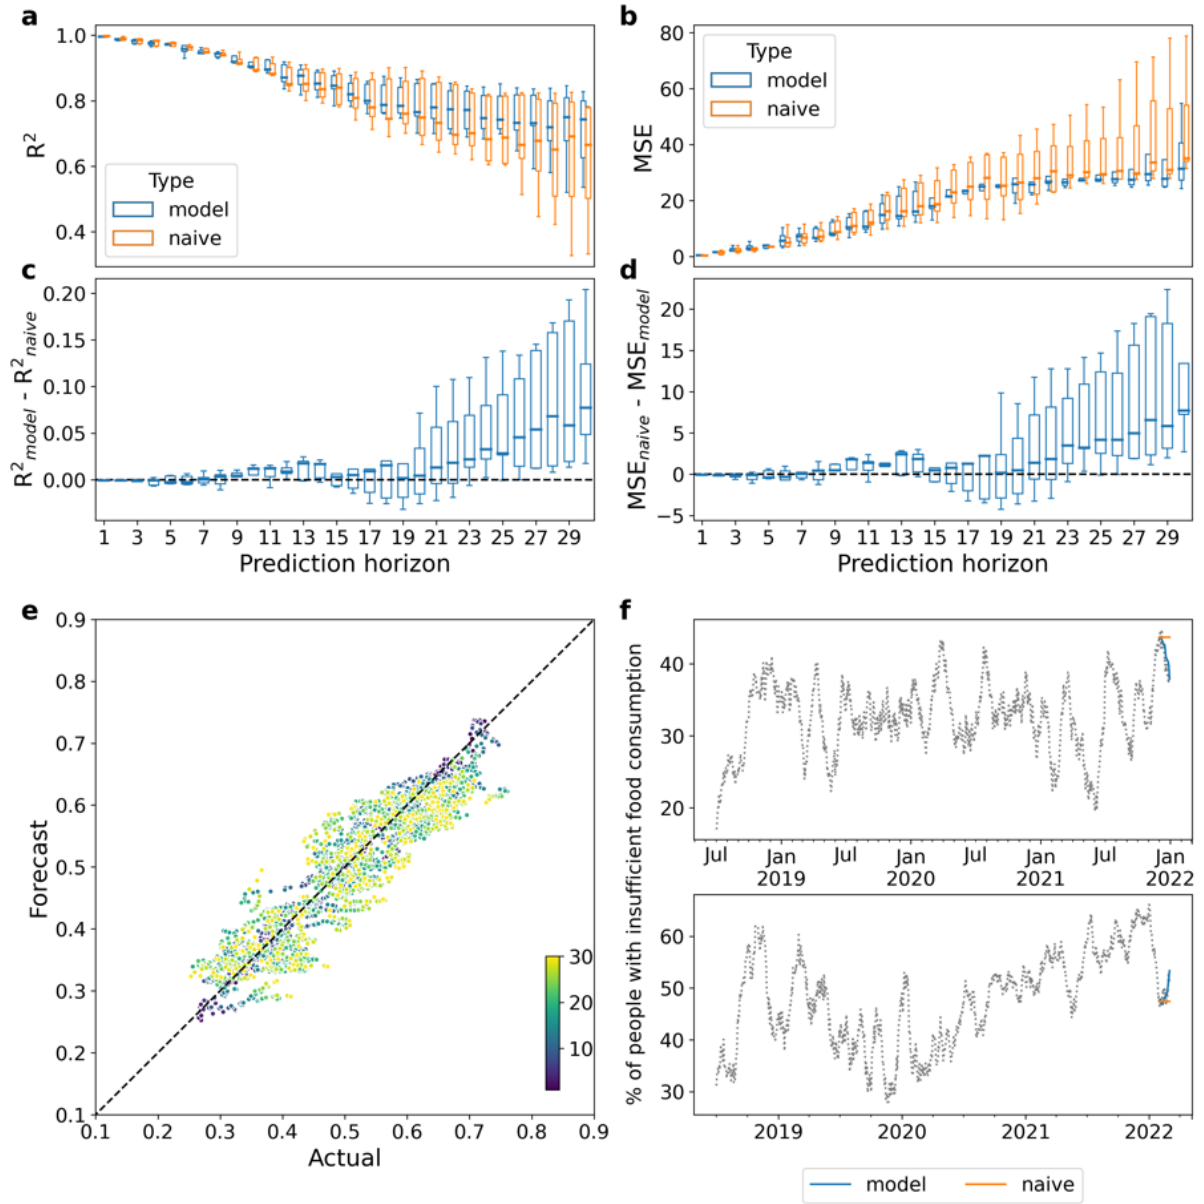 a
1.0
0.8
0.6
0.4
R²
Type
model
naive
b
80
60
40
20
0
MSE
Type
model
naive
c
0.20
0.15
0.10
0.05
0.00
R²model - R²naive
1 3 5 7 9 11 13 15 17 19 21 23 25 27 29
Prediction horizon
d
20
15
10
5
0
−5
MSEnaive - MSEmodel
1 3 5 7 9 11 13 15 17 19 21 23 25 27 29
Prediction horizon
e
0.9
0.8
0.7
0.6
0.5
0.4
0.3
0.2
0.1
Forecast
30
20
10
0.1 0.2 0.3 0.4 0.5 0.6 0.7 0.8 0.9
Actual
f
% of people with insufficient food consumption
40
30
20
Jul Jan Jul Jan Jul Jan Jul Jan
2019 2020 2021 2022
60
50
40
30
2019 2020 2021 2022
model naive